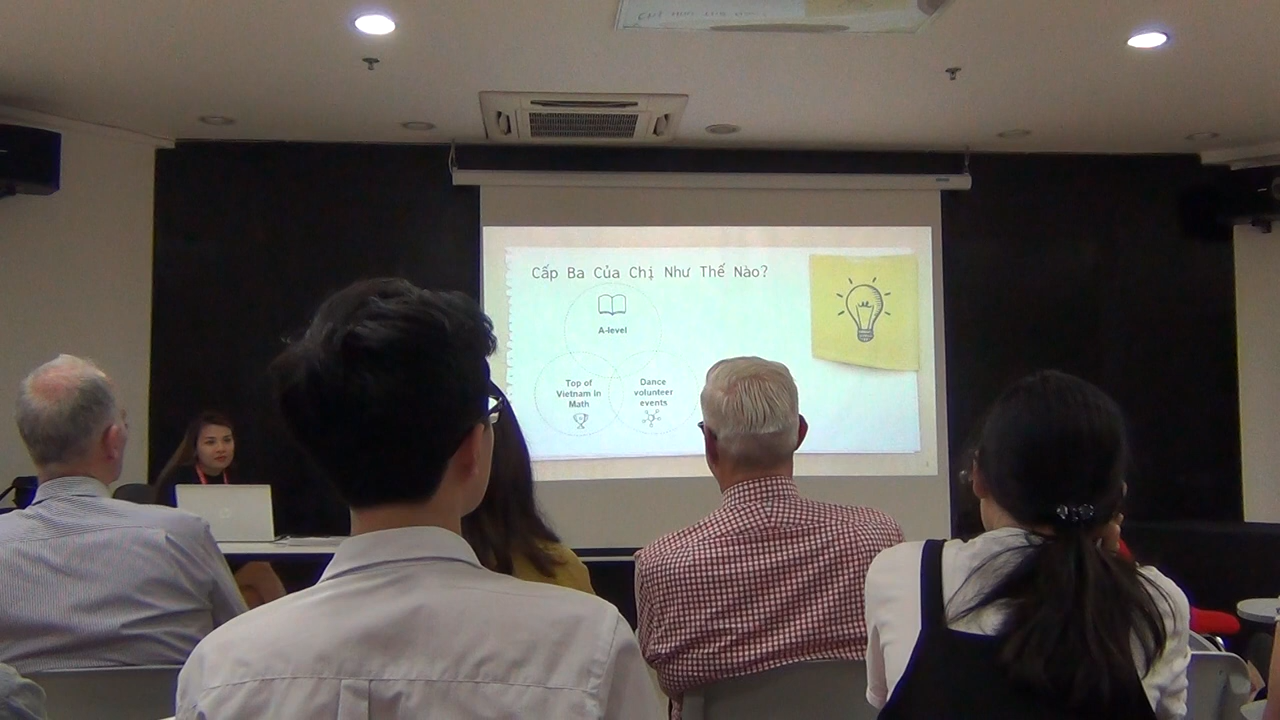 Cấp Ba Của Chị Như Thế Nào?
A-level
Top of
Vietnam in
Math
Dance
volunteer
events